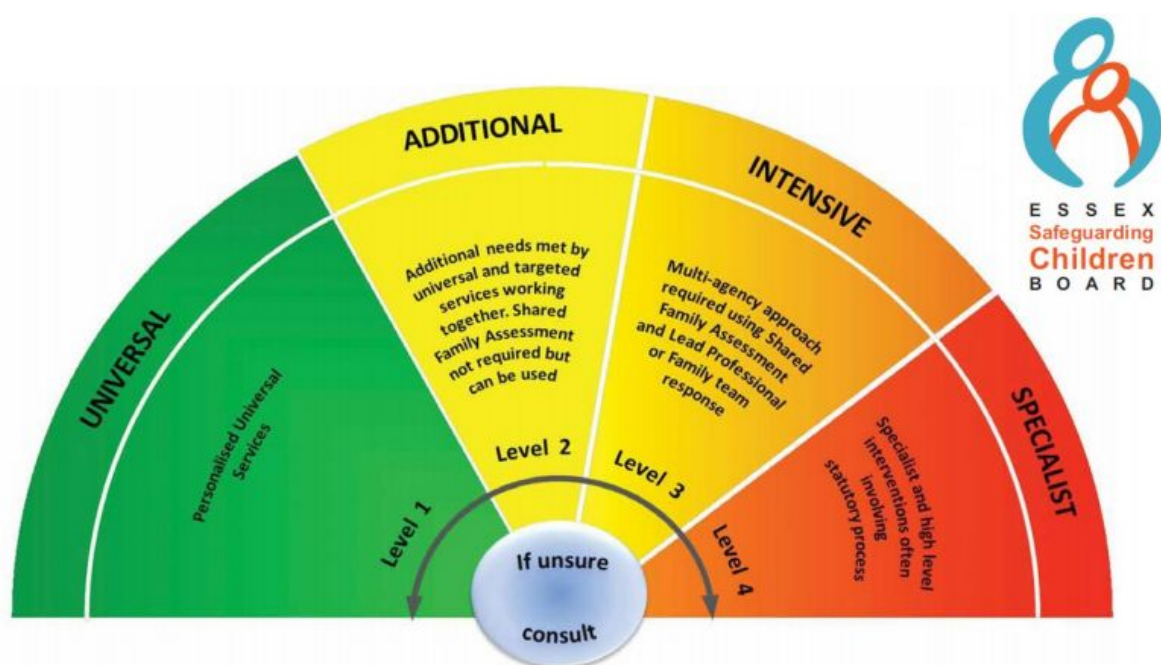 UNIVERSAL
Personalised Universal
Services
Level 1
ADDITIONAL
Additional needs met by
universal and targeted
services working
together. Shared
Family Assessment
not required but
can be used
Level 2
INTENSIVE
Multi-agency approach
required using Shared
Family Assessment
and Lead Professional
or Family team
response
Level 3
SPECIALIST
Specialist and high level
interventions often
involving
statutory process
Level 4
If unsure
consult
ESSEX
Safeguarding
Children
BOARD